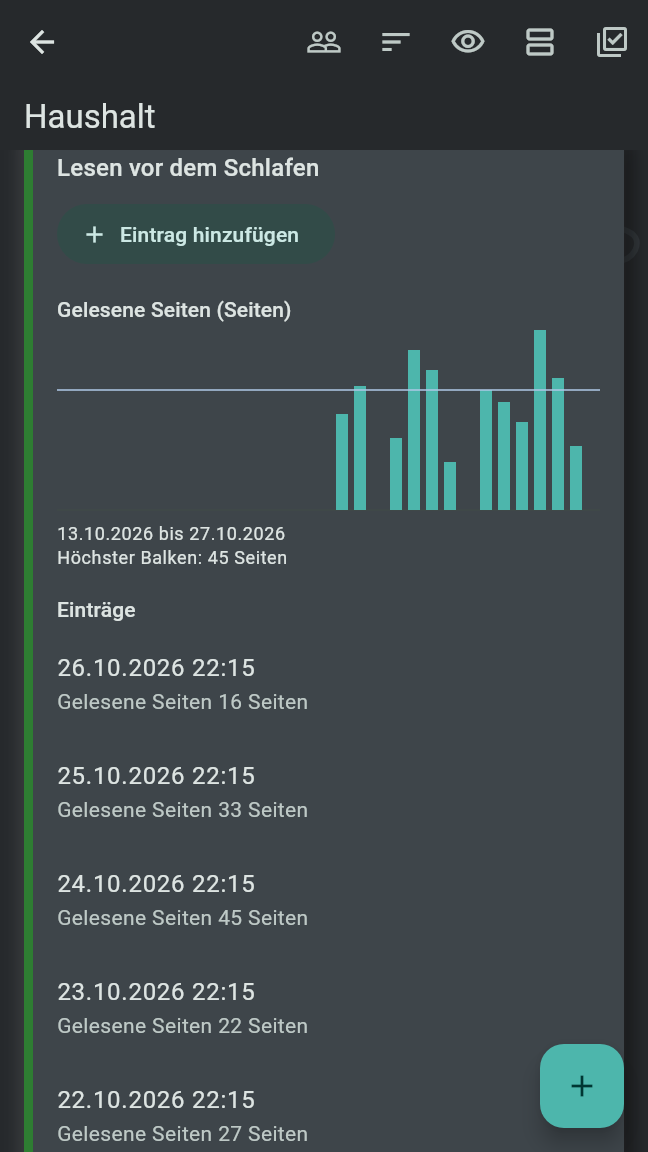 Haushalt
Lesen vor dem Schlafen
Eintrag hinzufügen
Gelesene Seiten (Seiten)
13.10.2026 bis 27.10.2026
Höchster Balken: 45 Seiten
Einträge
26.10.2026 22:15
Gelesene Seiten 16 Seiten
25.10.2026 22:15
Gelesene Seiten 33 Seiten
24.10.2026 22:15
Gelesene Seiten 45 Seiten
23.10.2026 22:15
Gelesene Seiten 22 Seiten
22.10.2026 22:15
Gelesene Seiten 27 Seiten